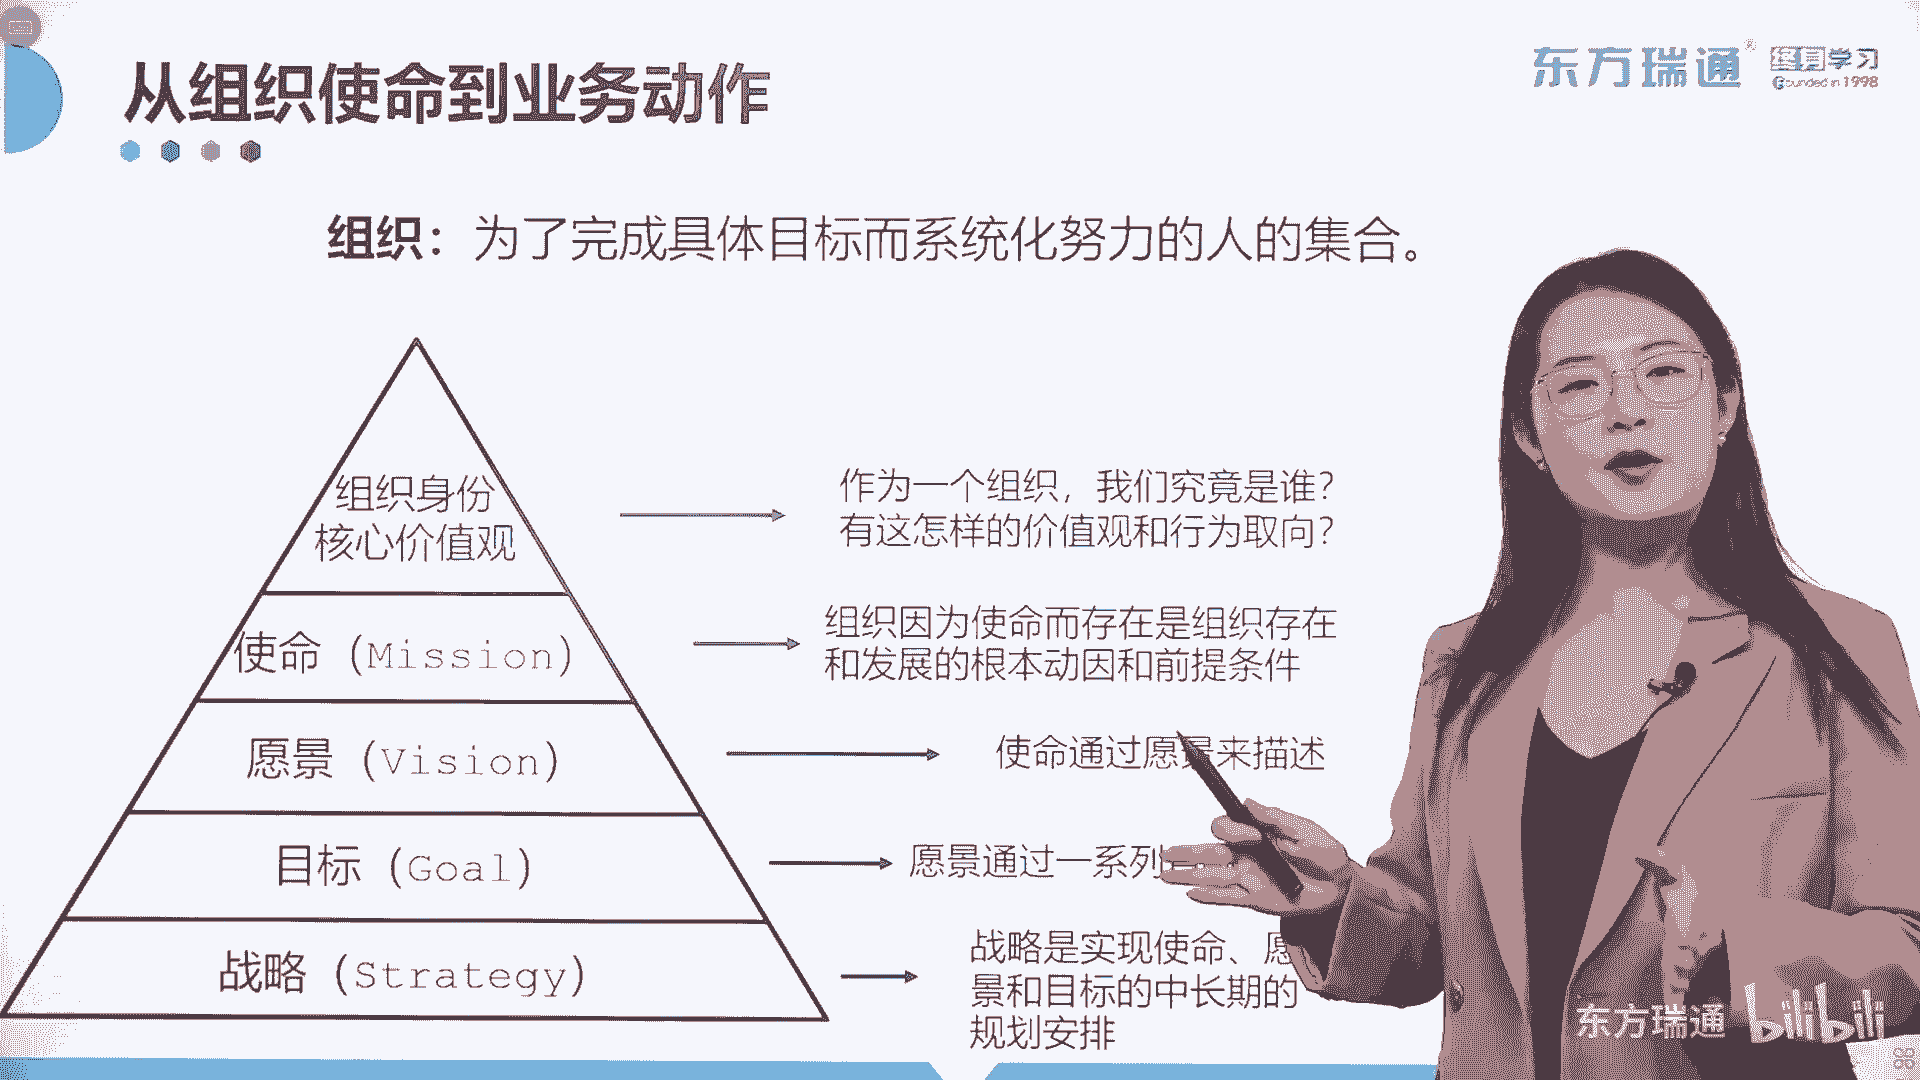 从组织使命到业务动作
东方瑞通®
学习
Founded in 1998
组织：为了完成具体目标而系统化努力的人的集合。
组织身份
核心价值观
作为一个组织，我们究竟是谁？
有这怎样的价值观和行为取向？
使命（Mission）
组织因为使命而存在是组织存在
和发展的根本动因和前提条件
愿景（Vision）
使命通过愿景来描述
目标（Goal）
愿景通过一系列
战略（Strategy）
战略是实现使命、愿
景和目标的中长期的
规划安排
东方瑞通 bilibili